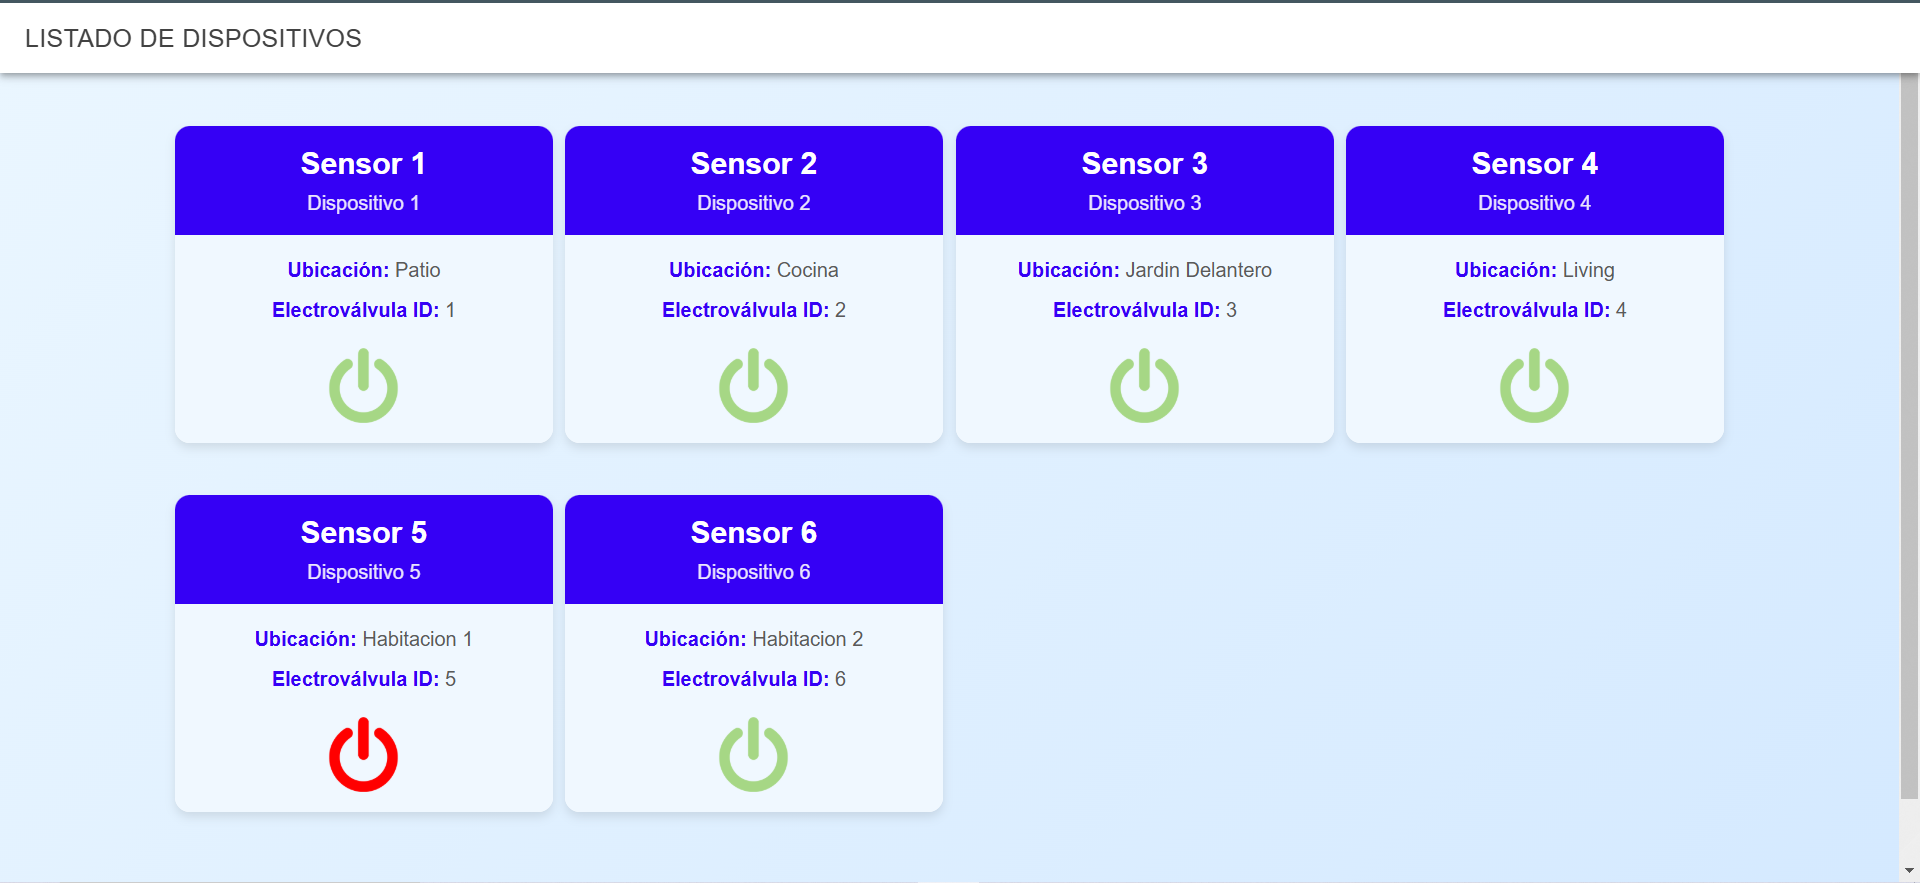 LISTADO DE DISPOSITIVOS
Sensor 1
Dispositivo 1
Ubicación: Patio
Electroválvula ID: 1
Sensor 2
Dispositivo 2
Ubicación: Cocina
Electroválvula ID: 2
Sensor 3
Dispositivo 3
Ubicación: Jardin Delantero
Electroválvula ID: 3
Sensor 4
Dispositivo 4
Ubicación: Living
Electroválvula ID: 4
Sensor 5
Dispositivo 5
Ubicación: Habitacion 1
Electroválvula ID: 5
Sensor 6
Dispositivo 6
Ubicación: Habitacion 2
Electroválvula ID: 6